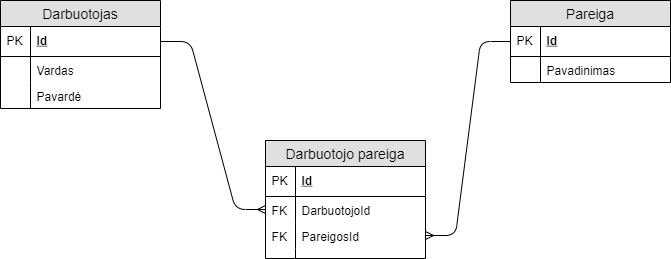 Darbuotojas
PK Id
Vardas
Pavardė
Pareiga
PK Id
Pavadinimas
Darbuotojo pareiga
PK Id
FK DarbuotojoId
FK PareigosId